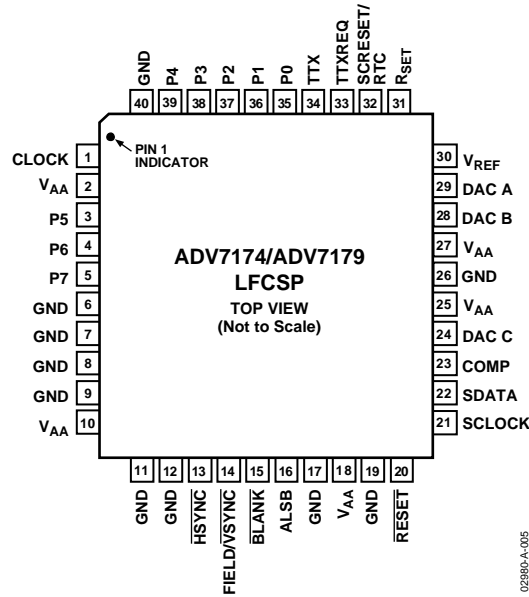 GND
P4
P3
P2
P1
P0
TTX
TTXREQ
SCRESET/
RTC
RSET
40
39
38
37
36
35
34
33
32
31
PIN 1
INDICATOR
CLOCK 1
VAA 2
P5 3
P6 4
P7 5
GND 6
GND 7
GND 8
GND 9
VAA 10
ADV7174/ADV7179
LFCSP
TOP VIEW
(Not to Scale)
30 VREF
29 DAC A
28 DAC B
27 VAA
26 GND
25 VAA
24 DAC C
23 COMP
22 SDATA
21 SCLOCK
11
12
13
14
15
16
17
18
19
20
GND
GND
HSYNC
FIELD/VSYNC
BLANK
ALSB
GND
VAA
GND
RESET
02980-A-005